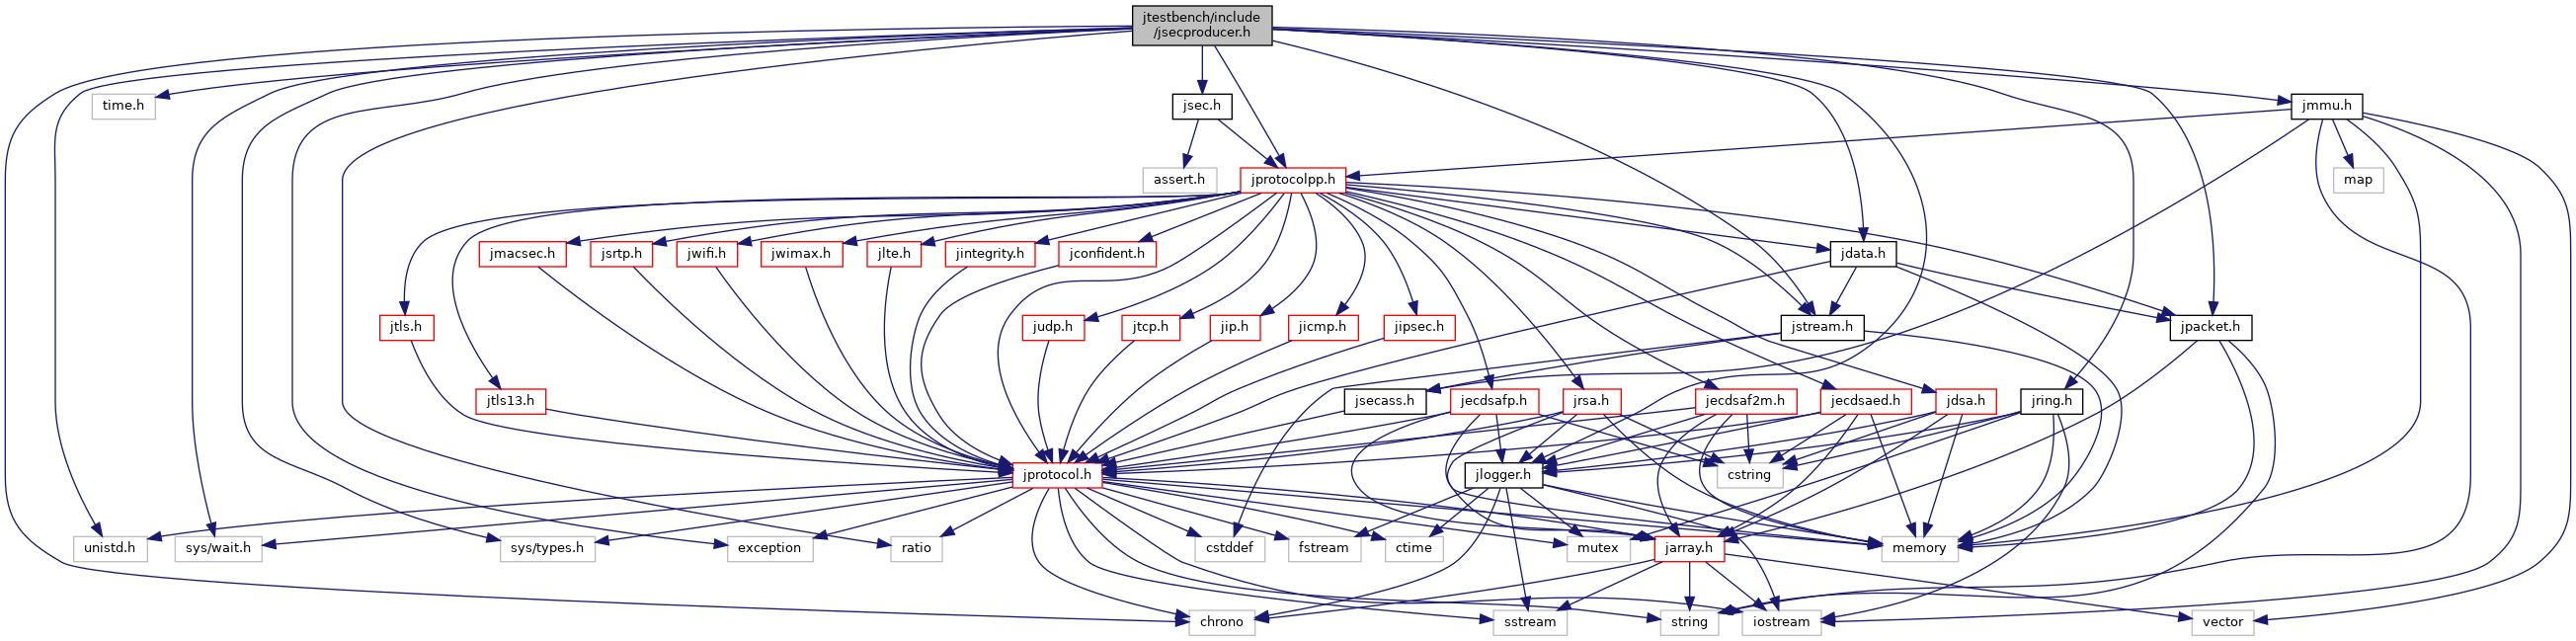 jtestbench/include
/jsecproducer.h
time.h
jsec.h
jmmu.h
assert.h
jprotocolpp.h
map
jmacsec.h
jsrtp.h
jwifi.h
jwimax.h
jlte.h
jintegrity.h
jconfident.h
jdata.h
jtls.h
judp.h
jtcp.h
jip.h
jicmp.h
jipsec.h
jstream.h
jpacket.h
jtls13.h
jsecass.h
jecdsafp.h
jrsa.h
jecdsaf2m.h
jecdsaed.h
jdsa.h
jring.h
jprotocol.h
jlogger.h
cstring
unistd.h
sys/wait.h
sys/types.h
exception
ratio
cstddef
fstream
ctime
mutex
jarray.h
memory
chrono
sstream
string
iostream
vector